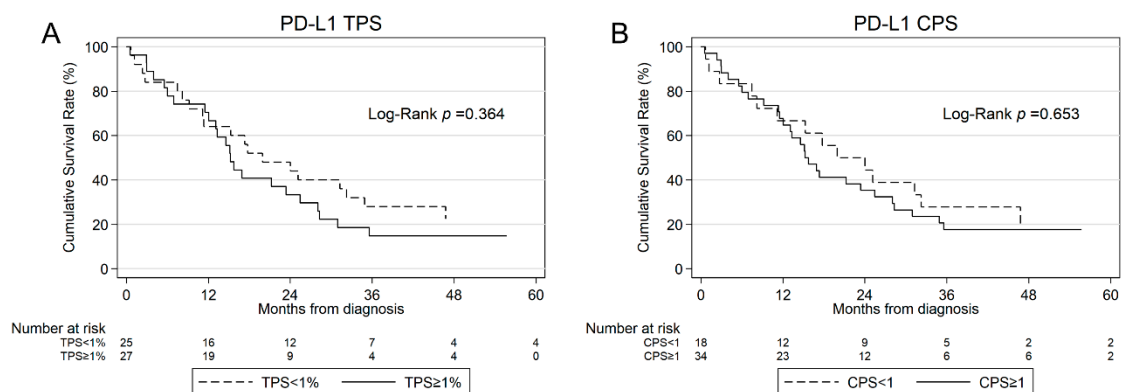 A
PD-L1 TPS
Cumulative Survival Rate (%)
100
80
60
40
20
0
Log-Rank p =0.364
0 12 24 36 48 60
Months from diagnosis
Number at risk
TPS<1% 25 16 12 7 4 4
TPS≥1% 27 19 9 4 4 0
TPS<1% TPS≥1%
B
PD-L1 CPS
Cumulative Survival Rate (%)
100
80
60
40
20
0
Log-Rank p =0.653
0 12 24 36 48 60
Months from diagnosis
Number at risk
CPS<1 18 12 9 5 2 2
CPS≥1 34 23 12 6 6 2
CPS<1 CPS≥1